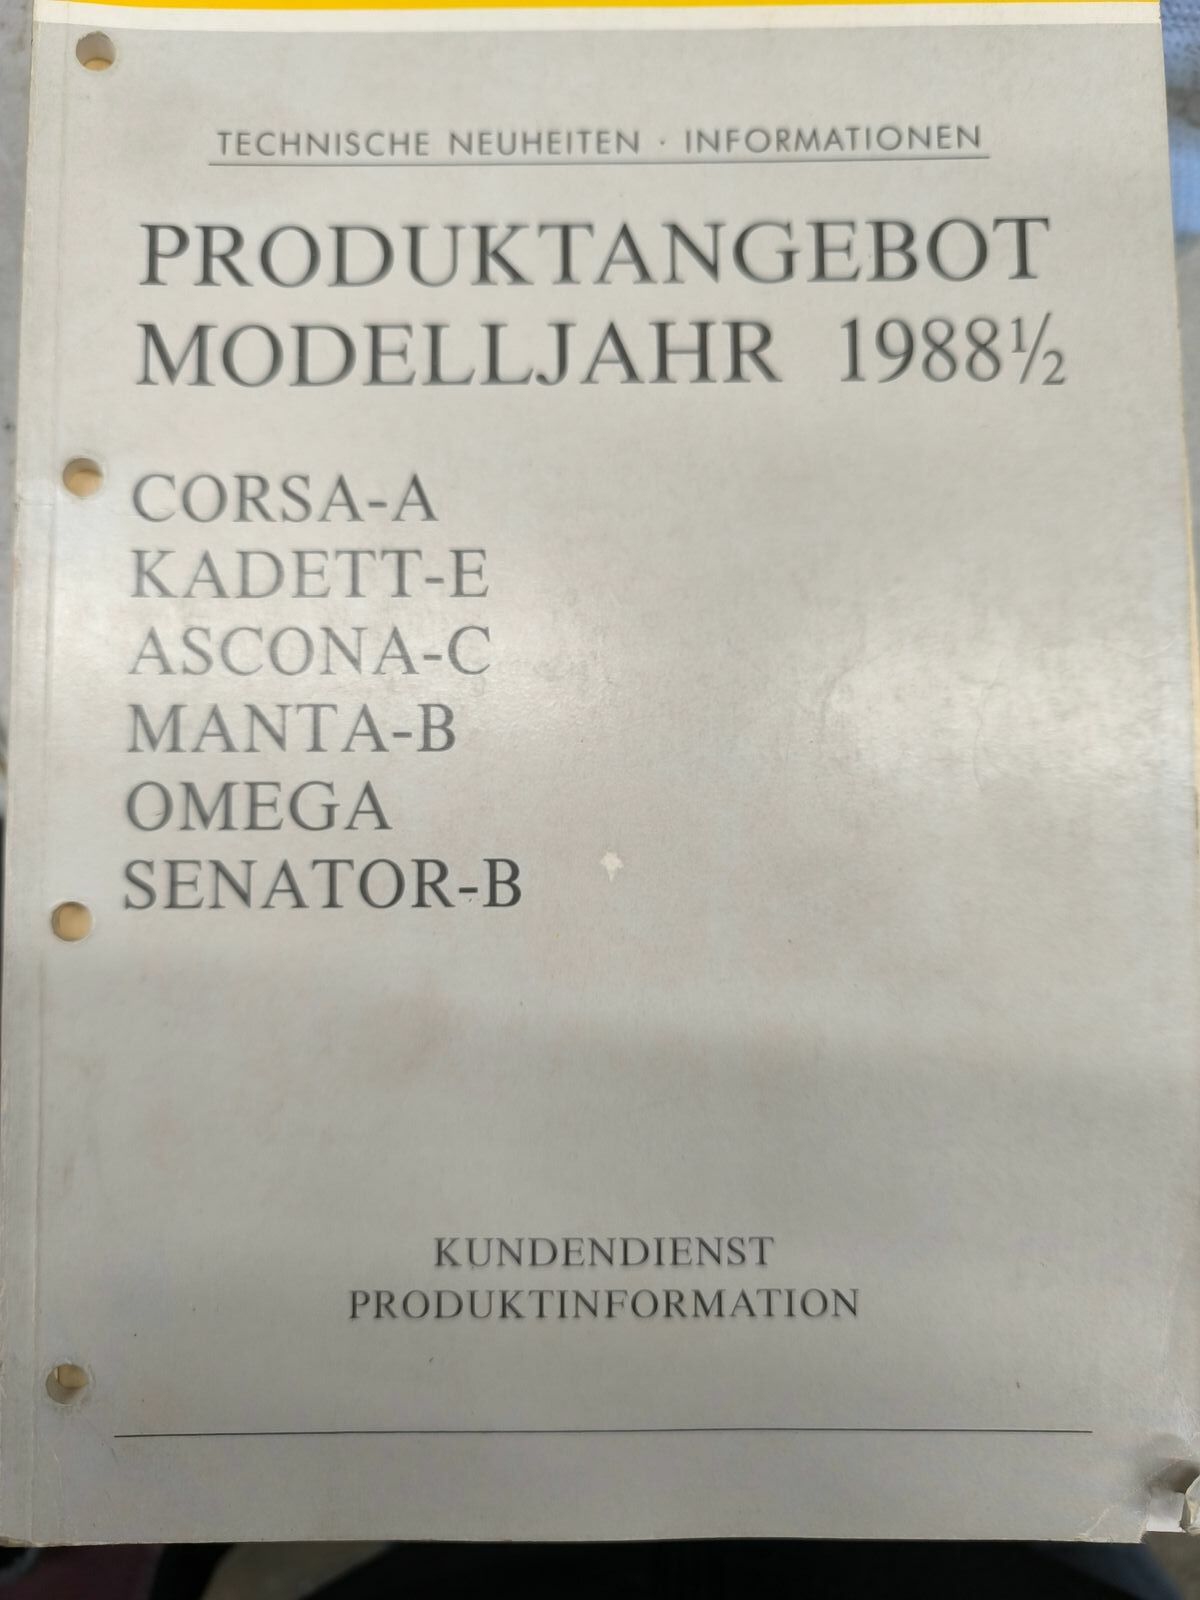 TECHNISCHE NEUHEITEN · INFORMATIONEN
PRODUKTANGEBOT
MODELLJAHR 1988½
CORSA-A
KADETT-E
ASCONA-C
MANTA-B
OMEGA
SENATOR-B
KUNDENDIENST
PRODUKTINFORMATION